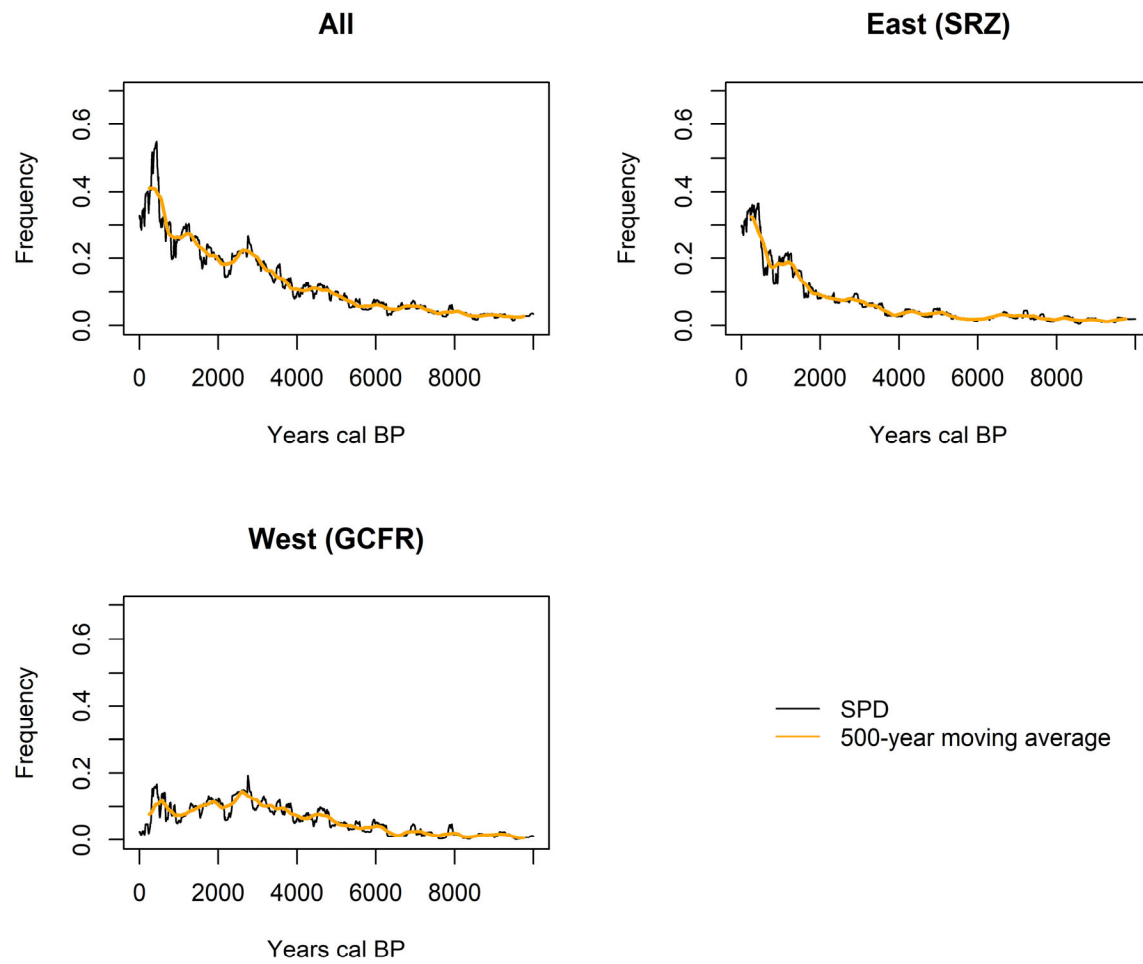 All
Frequency
0.0 0.2 0.4 0.6
0 2000 4000 6000 8000
Years cal BP
East (SRZ)
Frequency
0.0 0.2 0.4 0.6
0 2000 4000 6000 8000
Years cal BP
West (GCFR)
Frequency
0.0 0.2 0.4 0.6
0 2000 4000 6000 8000
Years cal BP
SPD
500-year moving average